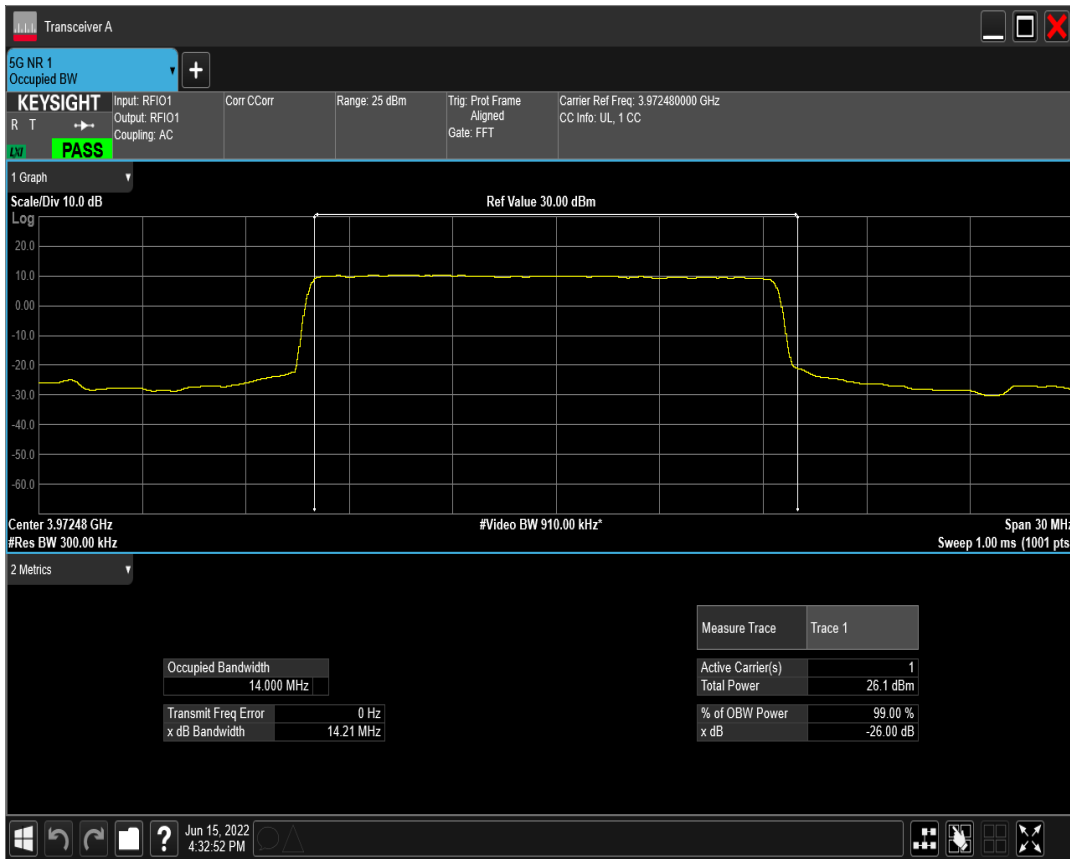 Transceiver A
5G NR 1
Occupied BW
KEYSIGHT
R T
LXI
PASS
Input: RFIO1
Output: RFIO1
Coupling: AC
Corr CCorr
Range: 25 dBm
Trig: Prot Frame
Aligned
Gate: FFT
Carrier Ref Freq: 3.972480000 GHz
CC Info: UL, 1 CC
1 Graph
Scale/Div 10.0 dB
Ref Value 30.00 dBm
Log
20.0
10.0
0.00
-10.0
-20.0
-30.0
-40.0
-50.0
-60.0
Center 3.97248 GHz
#Video BW 910.00 kHz*
Span 30 MHz
#Res BW 300.00 kHz
Sweep 1.00 ms (1001 pts
2 Metrics
Measure Trace
Trace 1
Occupied Bandwidth
14.000 MHz
Active Carrier(s)
1
Total Power
26.1 dBm
Transmit Freq Error
0 Hz
x dB Bandwidth
14.21 MHz
% of OBW Power
99.00 %
x dB
-26.00 dB
?
Jun 15, 2022
4:32:52 PM